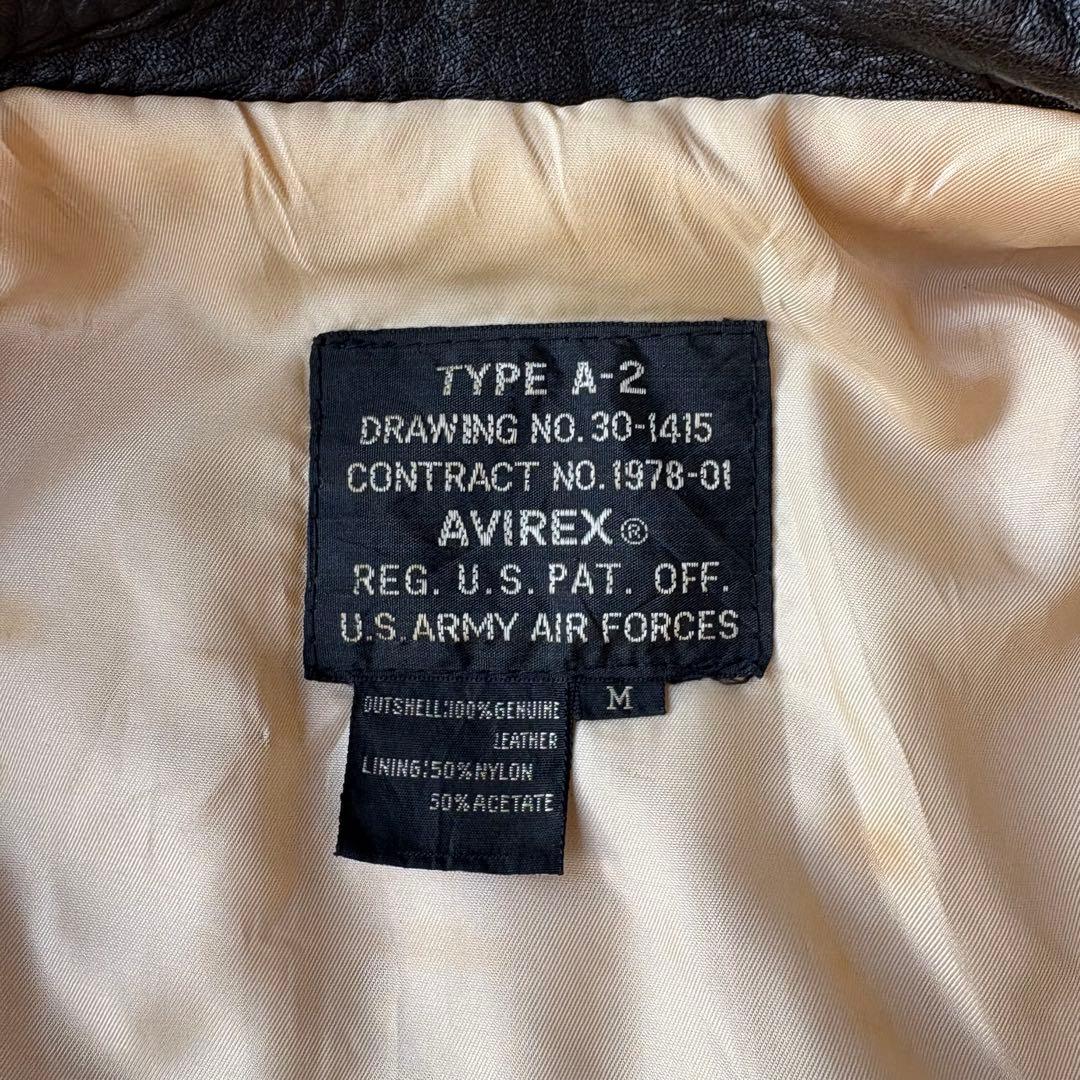 TYPE A-2
DRAWING NO. 30-1415
CONTRACT NO. 1978-01
AVIREX ®
REG. U.S. PAT. OFF.
U.S. ARMY AIR FORCES
M
OUTSHELL:100%GENUINE
LEATHER
LINING:50%NYLON
50%ACETATE